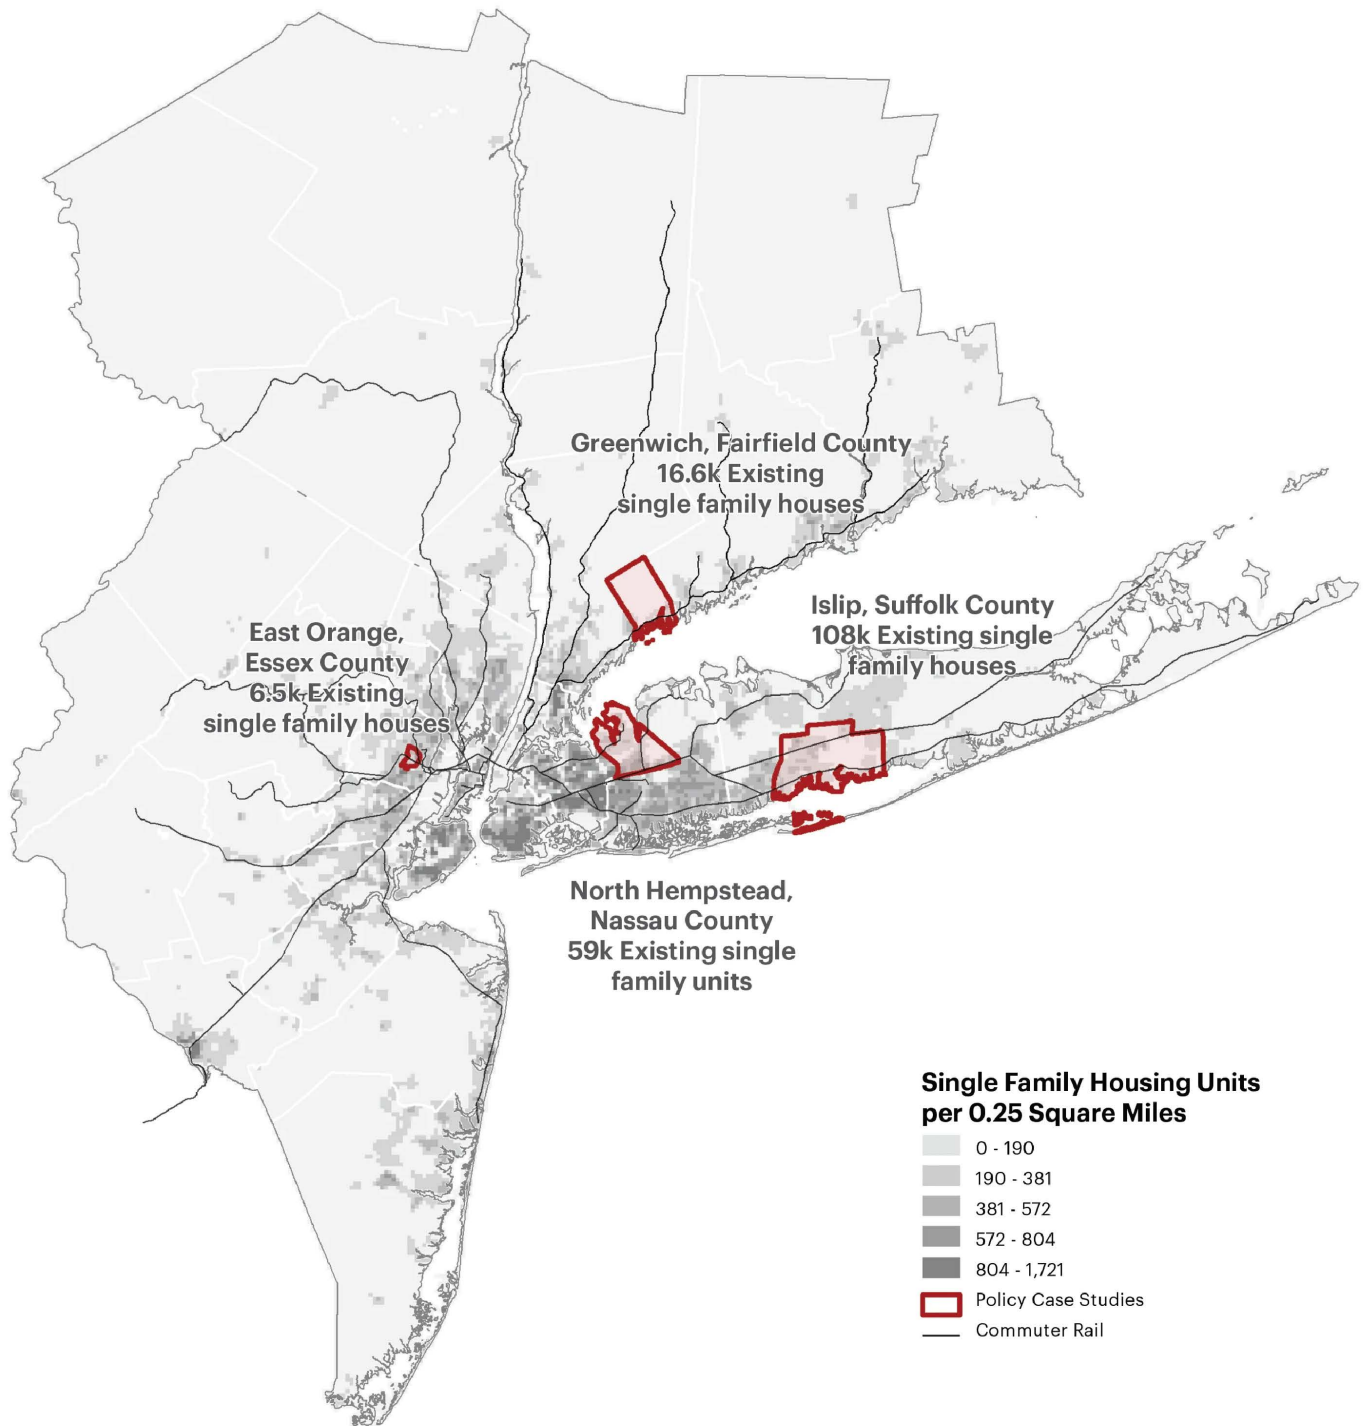 Greenwich, Fairfield County
16.6k Existing
single family houses
Islip, Suffolk County
108k Existing single
family houses
East Orange,
Essex County
6.5k Existing
single family houses
North Hempstead,
Nassau County
59k Existing single
family units
Single Family Housing Units
per 0.25 Square Miles
0 - 190
190 - 381
381 - 572
572 - 804
804 - 1,721
Policy Case Studies
Commuter Rail